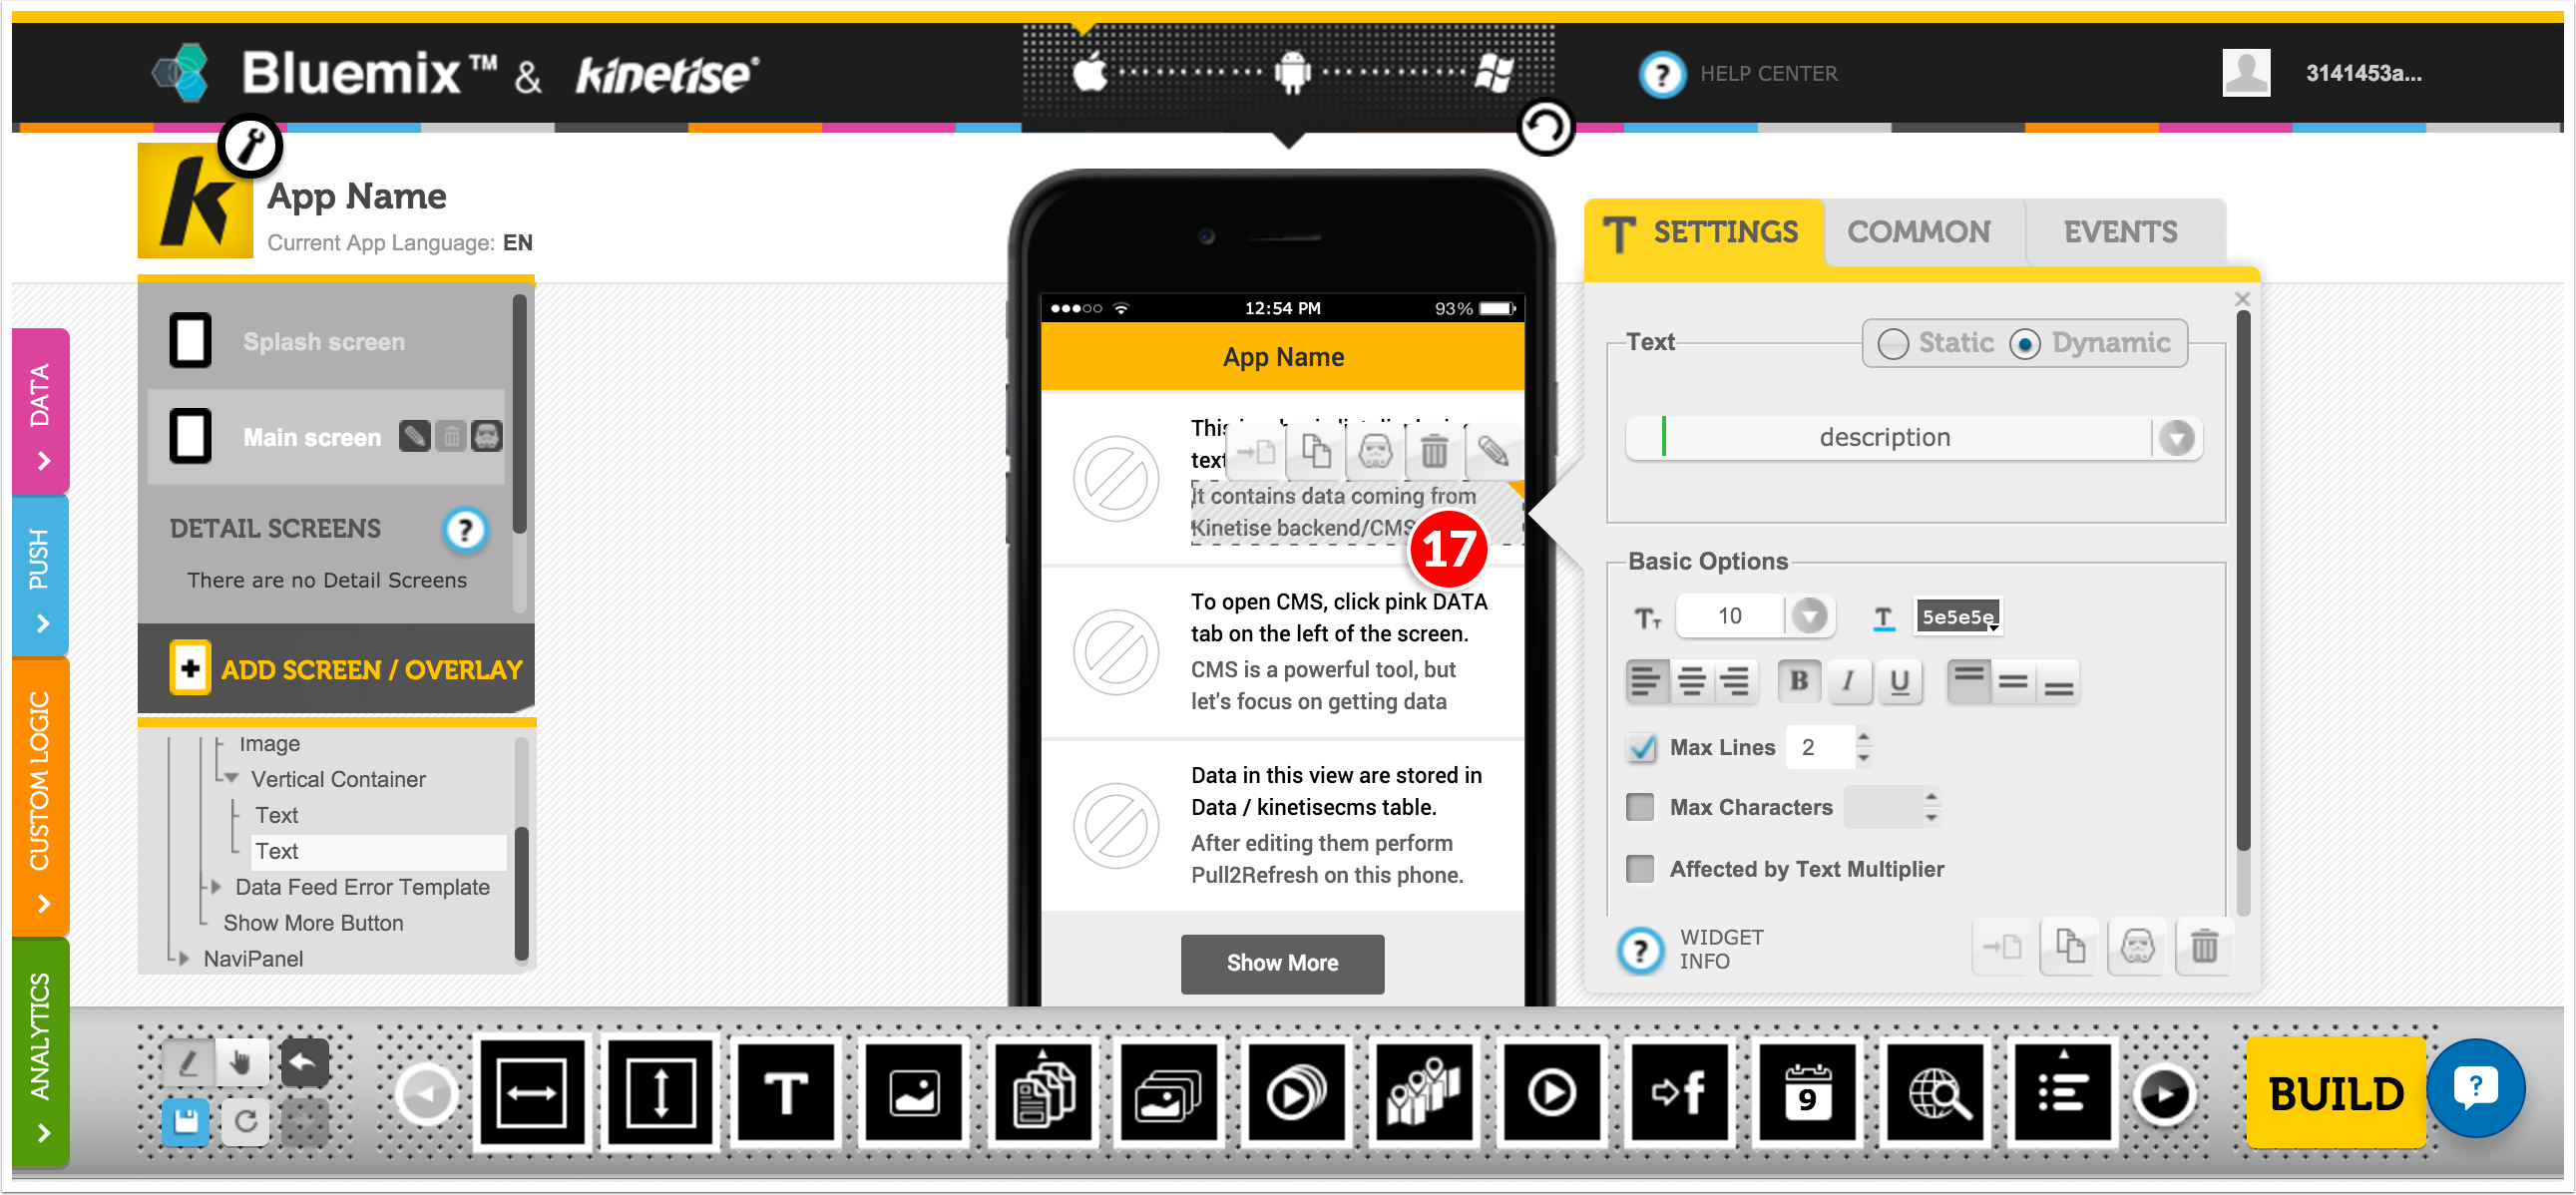 Bluemix™ & kinetise®
HELP CENTER
3141453a...
k
App Name
Current App Language: EN
Splash screen
Main screen
DETAIL SCREENS
?
There are no Detail Screens
ADD SCREEN / OVERLAY
Image
Vertical Container
Text
Text
Data Feed Error Template
Show More Button
NaviPanel
DATA
PUSH
CUSTOM LOGIC
ANALYTICS
12:54 PM
93%
App Name
It contains data coming from
Kinetise backend/CMS
17
To open CMS, click pink DATA
tab on the left of the screen.
CMS is a powerful tool, but
let's focus on getting data
Data in this view are stored in
Data / kinetisecms table.
After editing them perform
Pull2Refresh on this phone.
Show More
T SETTINGS
COMMON
EVENTS
Text
Static
Dynamic
description
Basic Options
10
5e5e5e
B I U
Max Lines 2
Max Characters
Affected by Text Multiplier
? WIDGET
INFO
T
f
9
BUILD
?